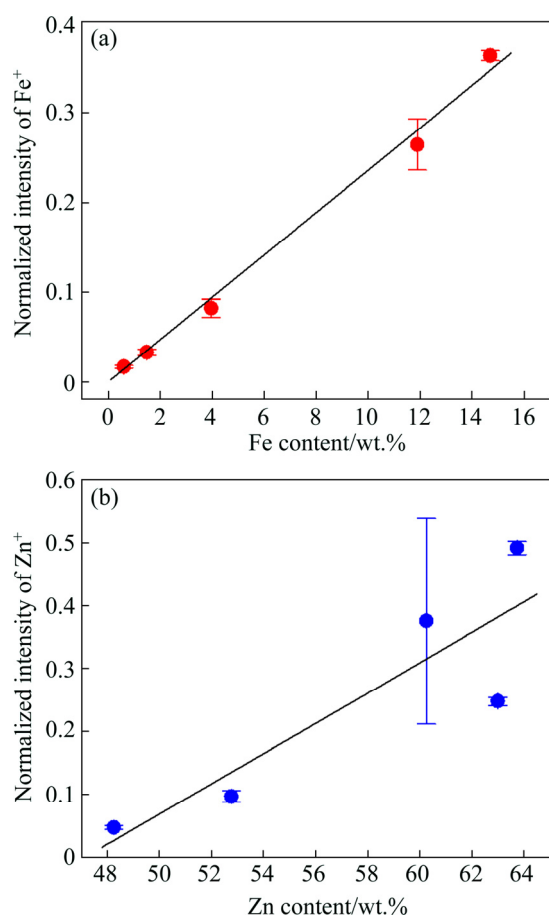 (a)
Normalized intensity of Fe⁺
0.4
0.3
0.2
0.1
0
0 2 4 6 8 10 12 14 16
Fe content/wt.%
(b)
Normalized intensity of Zn⁺
0.6
0.5
0.4
0.3
0.2
0.1
0
48 50 52 54 56 58 60 62 64
Zn content/wt.%